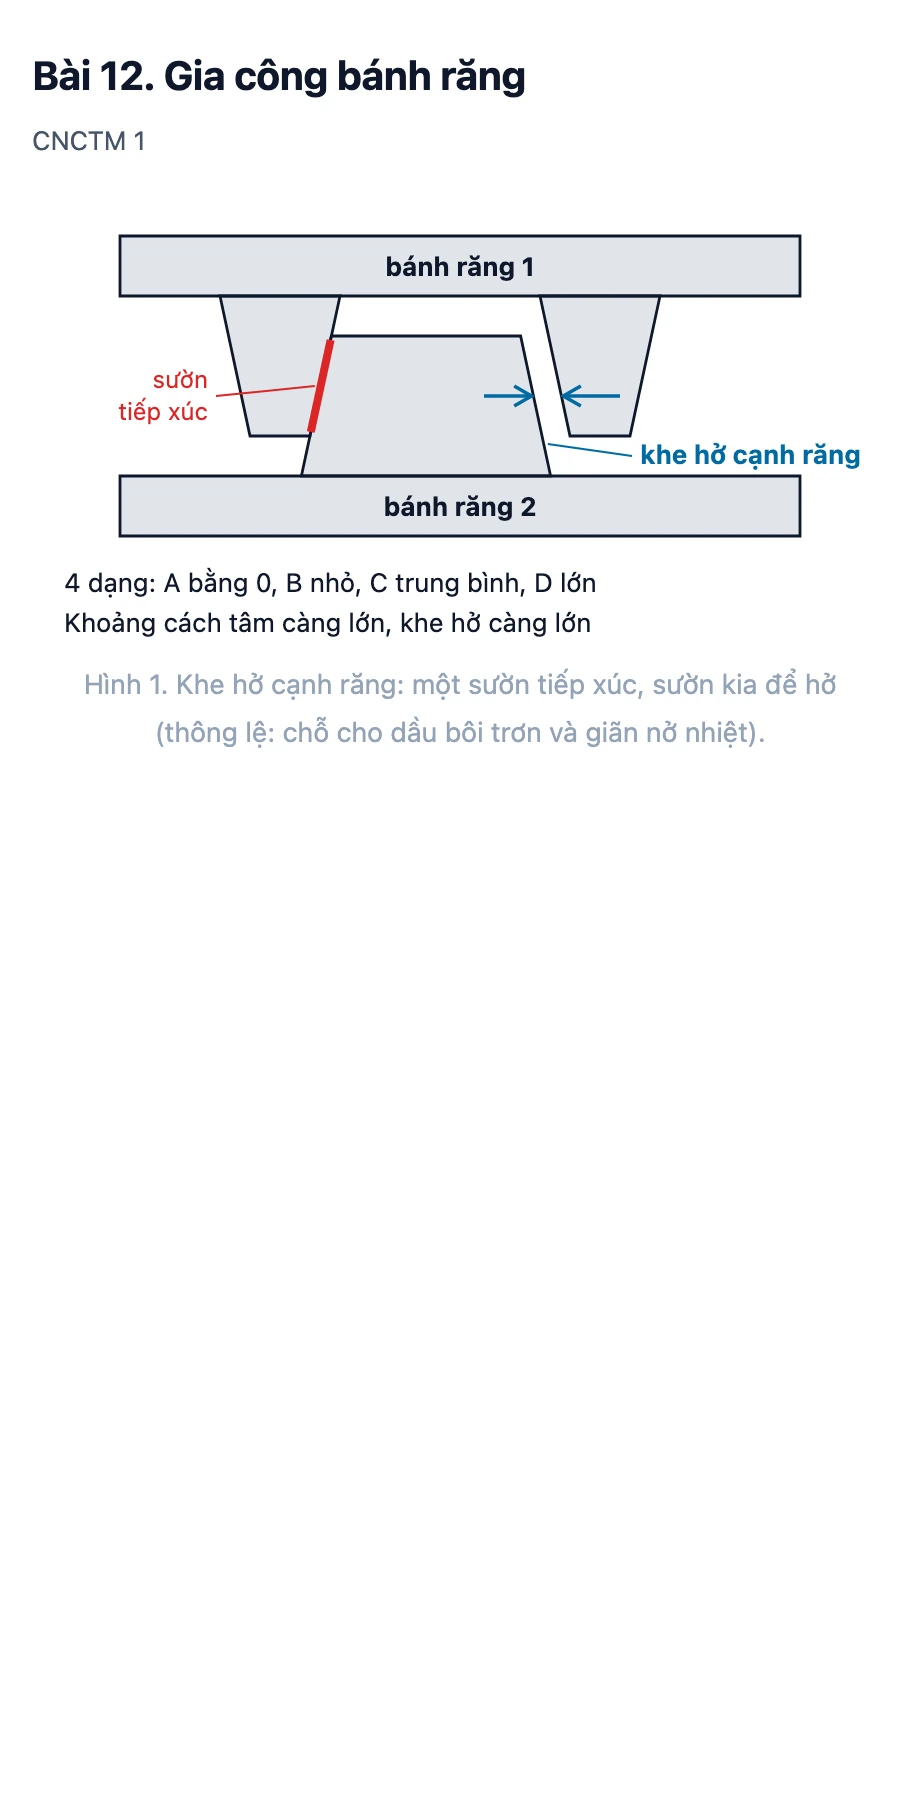 Bài 12. Gia công bánh răng
CNCTM 1
bánh răng 1
sườn
tiếp xúc
khe hở cạnh răng
bánh răng 2
4 dạng: A bằng 0, B nhỏ, C trung bình, D lớn
Khoảng cách tâm càng lớn, khe hở càng lớn
Hình 1. Khe hở cạnh răng: một sườn tiếp xúc, sườn kia để hở
(thông lệ: chỗ cho dầu bôi trơn và giãn nở nhiệt).